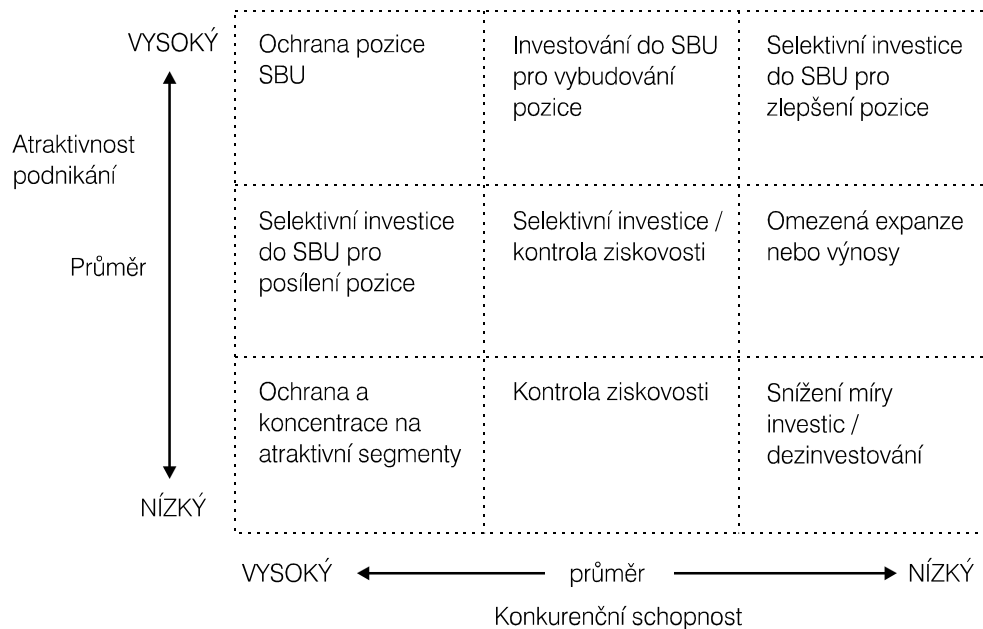 VYSOKÝ
Ochrana pozice
SBU
Investování do SBU
pro vybudování
pozice
Selektivní investice
do SBU pro
zlepšení pozice
Atraktivnost
podnikání
Průměr
Selektivní investice
do SBU pro
posílení pozice
Selektivní investice /
kontrola ziskovosti
Omezená expanze
nebo výnosy
Ochrana a
koncentrace na
atraktivní segmenty
Kontrola ziskovosti
Snížení míry
investic /
dezinvestování
NÍZKÝ
VYSOKÝ
průměr
NÍZKÝ
Konkurenční schopnost